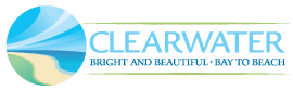 CLEARWATER
BRIGHT AND BEAUTIFUL • BAY TO BEACH